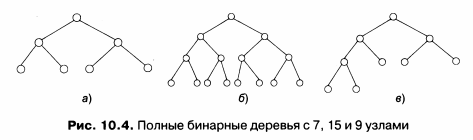 а) б) в)
Рис. 10.4. Полные бинарные деревья с 7, 15 и 9 узлами